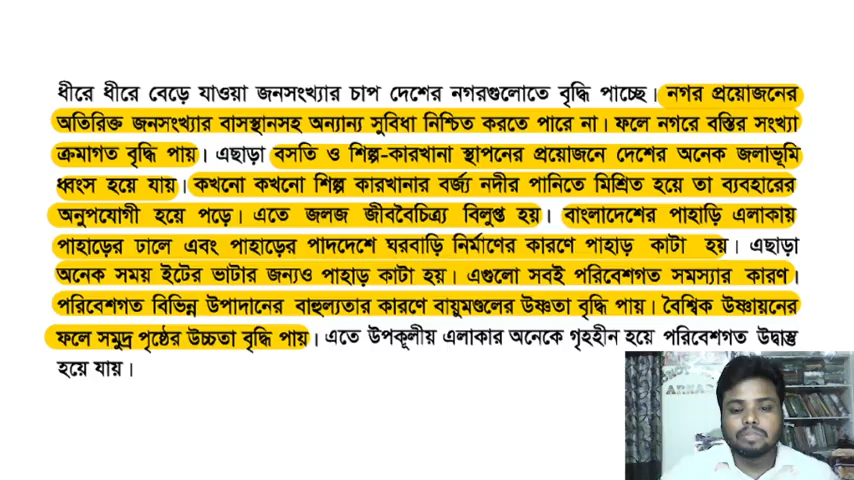 ধীরে ধীরে বেড়ে যাওয়া জনসংখ্যার চাপ দেশের নগরগুলোতে বৃদ্ধি পাচ্ছে। নগর প্রয়োজনের
অতিরিক্ত জনসংখ্যার বাসস্থানসহ অন্যান্য সুবিধা নিশ্চিত করতে পারে না। ফলে নগরে বস্তির সংখ্যা
ক্রমাগত বৃদ্ধি পায়। এছাড়া বসতি ও শিল্প-কারখানা স্থাপনের প্রয়োজনে দেশের অনেক জলাভূমি
ধ্বংস হয়ে যায়। কখনো কখনো শিল্প কারখানার বর্জ্য নদীর পানিতে মিশ্রিত হয়ে তা ব্যবহারের
অনুপযোগী হয়ে পড়ে। এতে জলজ জীববৈচিত্র্য বিলুপ্ত হয়। বাংলাদেশের পাহাড়ি এলাকায়
পাহাড়ের ঢালে এবং পাহাড়ের পাদদেশে ঘরবাড়ি নির্মাণের কারণে পাহাড় কাটা হয়। এছাড়া
অনেক সময় ইটের ভাটার জন্যও পাহাড় কাটা হয়। এগুলো সবই পরিবেশগত সমস্যার কারণ।
পরিবেশগত বিভিন্ন উপাদানের বাহুল্যতার কারণে বায়ুমণ্ডলের উষ্ণতা বৃদ্ধি পায়। বৈশ্বিক উষ্ণায়নের
ফলে সমুদ্র পৃষ্ঠের উচ্চতা বৃদ্ধি পায়। এতে উপকূলীয় এলাকার অনেকে গৃহহীন হয়ে পরিবেশগত উদ্বাস্তু
হয়ে যায়।